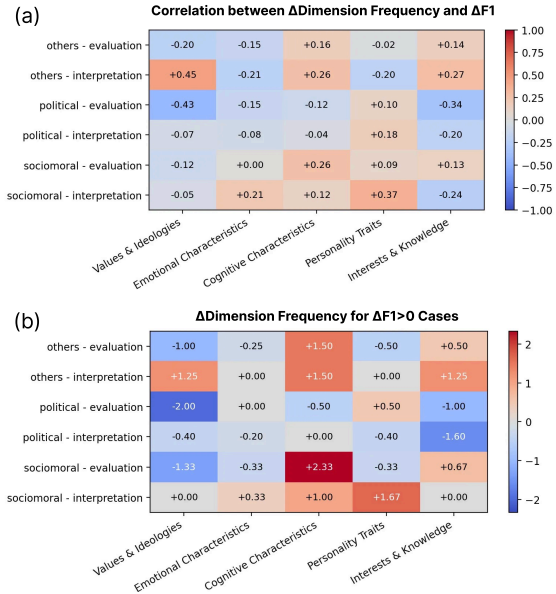 (a)
Correlation between ΔDimension Frequency and ΔF1
others - evaluation -0.20 -0.15 +0.16 -0.02 +0.14
others - interpretation +0.45 -0.21 +0.26 -0.20 +0.27
political - evaluation -0.43 -0.15 -0.12 +0.10 -0.34
political - interpretation -0.07 -0.08 -0.04 +0.18 -0.20
sociomoral - evaluation -0.12 +0.00 +0.26 +0.09 +0.13
sociomoral - interpretation -0.05 +0.21 +0.12 +0.37 -0.24
Values & Ideologies
Emotional Characteristics
Cognitive Characteristics
Personality Traits
Interests & Knowledge
1.00
0.75
0.50
0.25
0.00
−0.25
−0.50
−0.75
−1.00
(b)
ΔDimension Frequency for ΔF1>0 Cases
others - evaluation -1.00 -0.25 +1.50 -0.50 +0.50
others - interpretation +1.25 +0.00 +1.50 +0.00 +1.25
political - evaluation -2.00 +0.00 -0.50 +0.50 -1.00
political - interpretation -0.40 -0.20 +0.00 -0.40 -1.60
sociomoral - evaluation -1.33 -0.33 +2.33 -0.33 +0.67
sociomoral - interpretation +0.00 +0.33 +1.00 +1.67 +0.00
Values & Ideologies
Emotional Characteristics
Cognitive Characteristics
Personality Traits
Interests & Knowledge
2
1
0
−1
−2